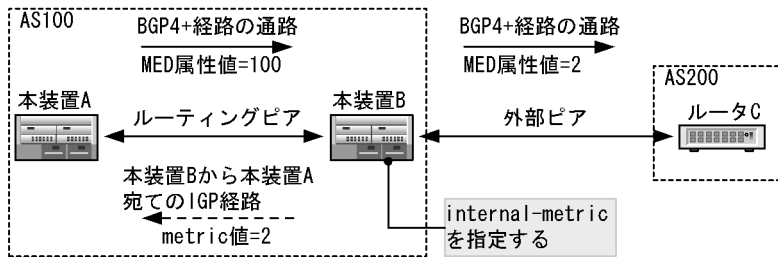 AS100
BGP4+経路の通路
MED属性値=100
BGP4+経路の通路
MED属性値=2
AS200
本装置A
ルーティングピア
本装置B
外部ピア
ルータC
本装置Bから本装置A
宛てのIGP経路
metric値=2
internal-metric
を指定する